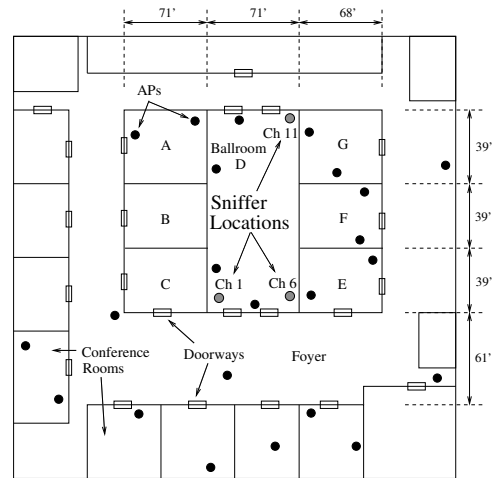 71'
71'
68'
APs
Ch 11
A
Ballroom
D
G
39'
Sniffer
Locations
B
F
39'
C
Ch 1
Ch 6
E
39'
Conference
Rooms
Doorways
Foyer
61'